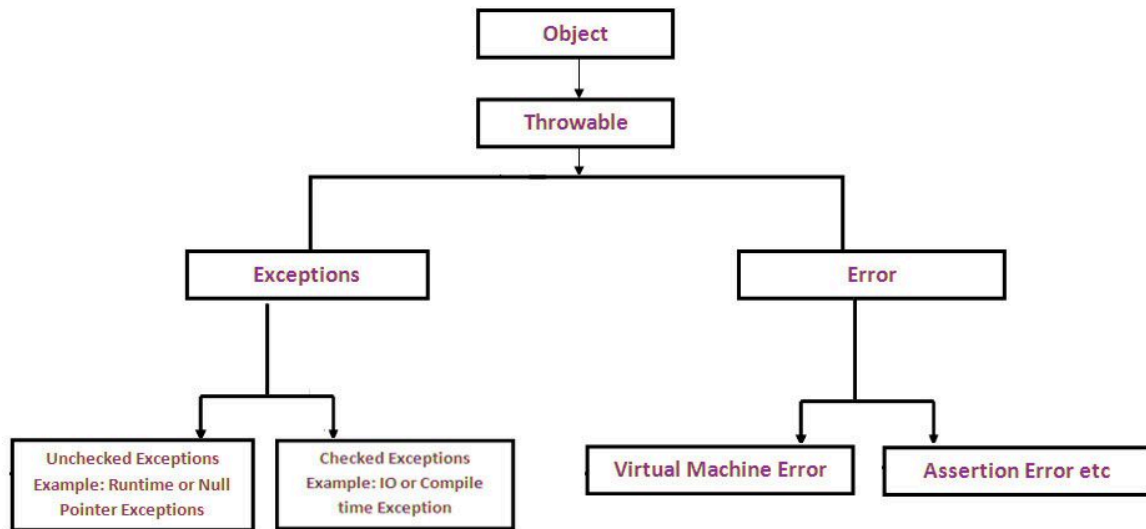 Object
Throwable
Exceptions
Error
Unchecked Exceptions
Example: Runtime or Null
Pointer Exceptions
Checked Exceptions
Example: IO or Compile
time Exception
Virtual Machine Error
Assertion Error etc